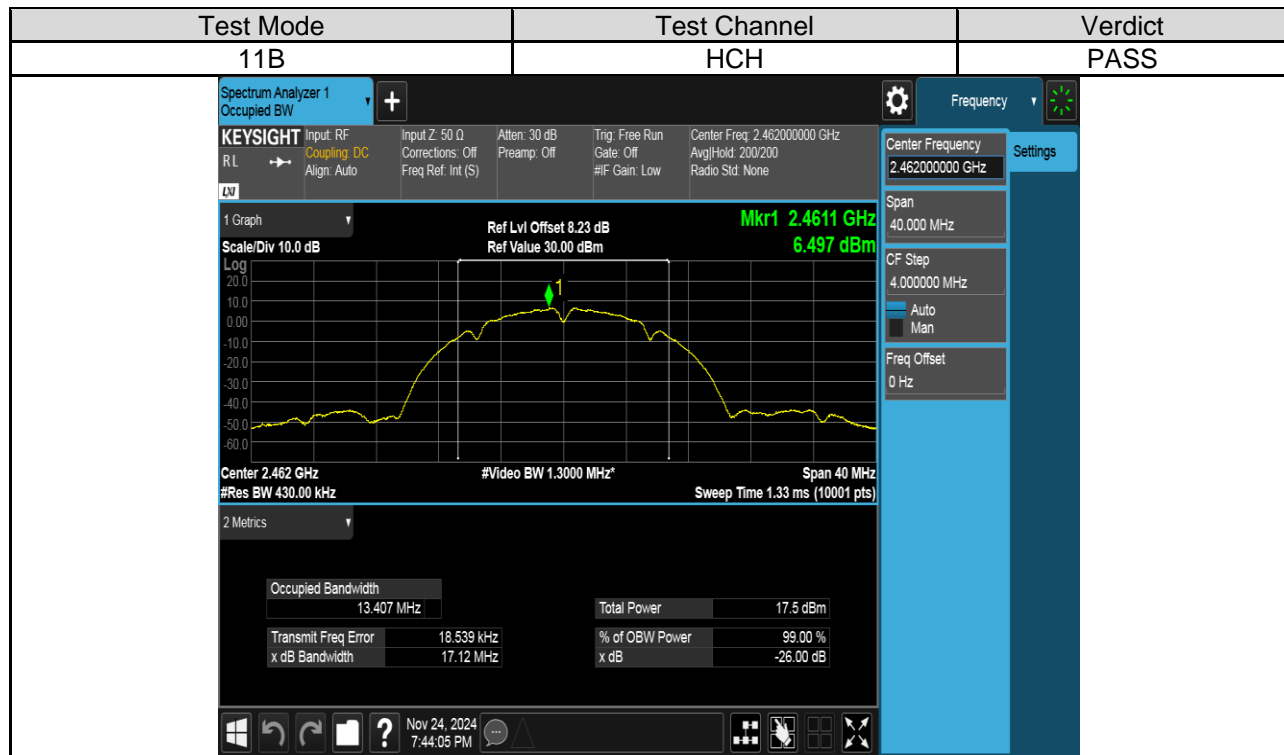 Test Mode Test Channel Verdict
11B HCH PASS
Spectrum Analyzer 1
Occupied BW
+
Frequency
KEYSIGHT Input: RF Input Z: 50 Ω Atten: 30 dB Trig: Free Run Center Freq: 2.462000000 GHz
RL Coupling: DC Corrections: Off Preamp: Off Gate: Off Avg|Hold: 200/200
Align: Auto Freq Ref: Int (S) #IF Gain: Low Radio Std: None
LXI
Center Frequency
2.462000000 GHz
Settings
Span
40.000 MHz
CF Step
4.000000 MHz
Auto
Man
Freq Offset
0 Hz
1 Graph Ref Lvl Offset 8.23 dB Mkr1 2.4611 GHz
Scale/Div 10.0 dB Ref Value 30.00 dBm 6.497 dBm
Log
20.0
10.0
0.00
-10.0
-20.0
-30.0
-40.0
-50.0
-60.0
1
Center 2.462 GHz #Video BW 1.3000 MHz* Span 40 MHz
#Res BW 430.00 kHz Sweep Time 1.33 ms (10001 pts)
2 Metrics
Occupied Bandwidth
13.407 MHz Total Power 17.5 dBm
Transmit Freq Error 18.539 kHz % of OBW Power 99.00 %
x dB Bandwidth 17.12 MHz x dB -26.00 dB
? Nov 24, 2024
7:44:05 PM